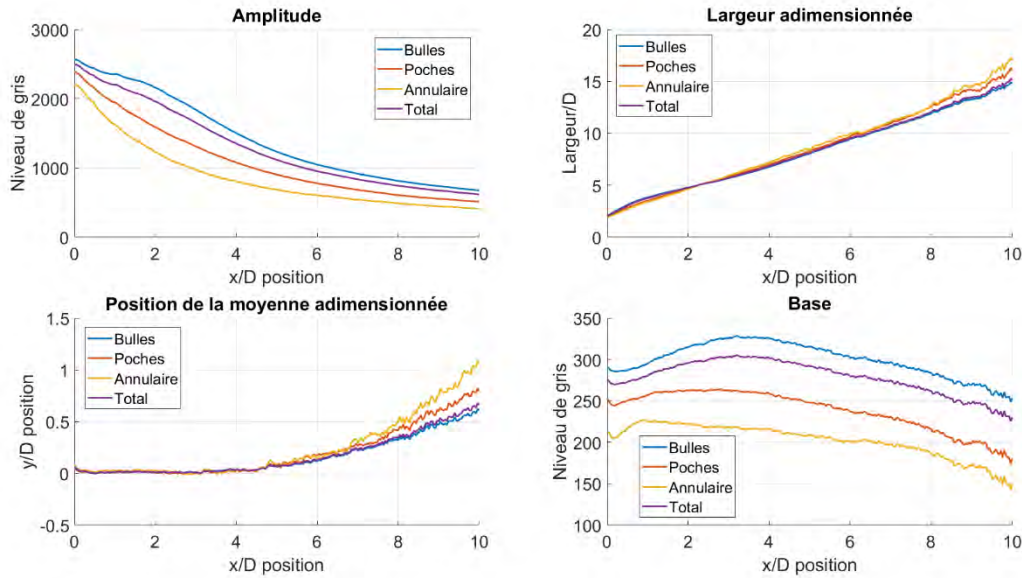 Amplitude
3000
2000
1000
0
Niveau de gris
Bulles
Poches
Annulaire
Total
0 2 4 6 8 10
x/D position
Largeur adimensionnée
20
15
10
5
0
Largeur/D
Bulles
Poches
Annulaire
Total
0 2 4 6 8 10
x/D position
Position de la moyenne adimensionnée
1.5
1
0.5
0
-0.5
y/D position
Bulles
Poches
Annulaire
Total
0 2 4 6 8 10
x/D position
Base
350
300
250
200
150
100
Niveau de gris
Bulles
Poches
Annulaire
Total
0 2 4 6 8 10
x/D position